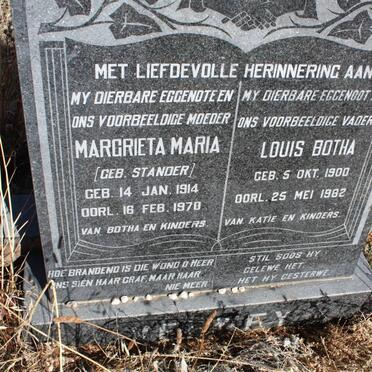 MET LIEFDEVOLLE HERINNERING AAN
MY DIERBARE EGGENOTE EN
ONS VOORBEELDIGE MOEDER
MARGRIETA MARIA
[GEB. STANDER]
GEB. 14 JAN. 1914
OORL. 16 FEB. 1970
VAN BOTHA EN KINDERS
HOE BRANDEND IS DIE WOND O HEER
ONS SIEN HAAR GRAF, MAAR HAAR
NIE MEER
MY DIERBARE EGGENOOT
ONS VOORBEELDIGE VADER
LOUIS BOTHA
GEB. 5 OKT. 1900
OORL. 25 MEI 1982
VAN KATIE EN KINDERS.
STIL SOOS HY
GELEWE HET
HET HY GESTERWE